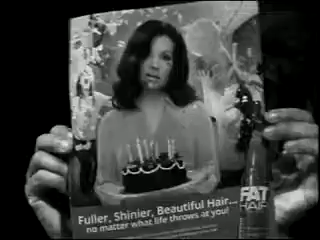 Fuller, Shinier, Beautiful Hair...
no matter what life throws at you!
FAT
HAIR